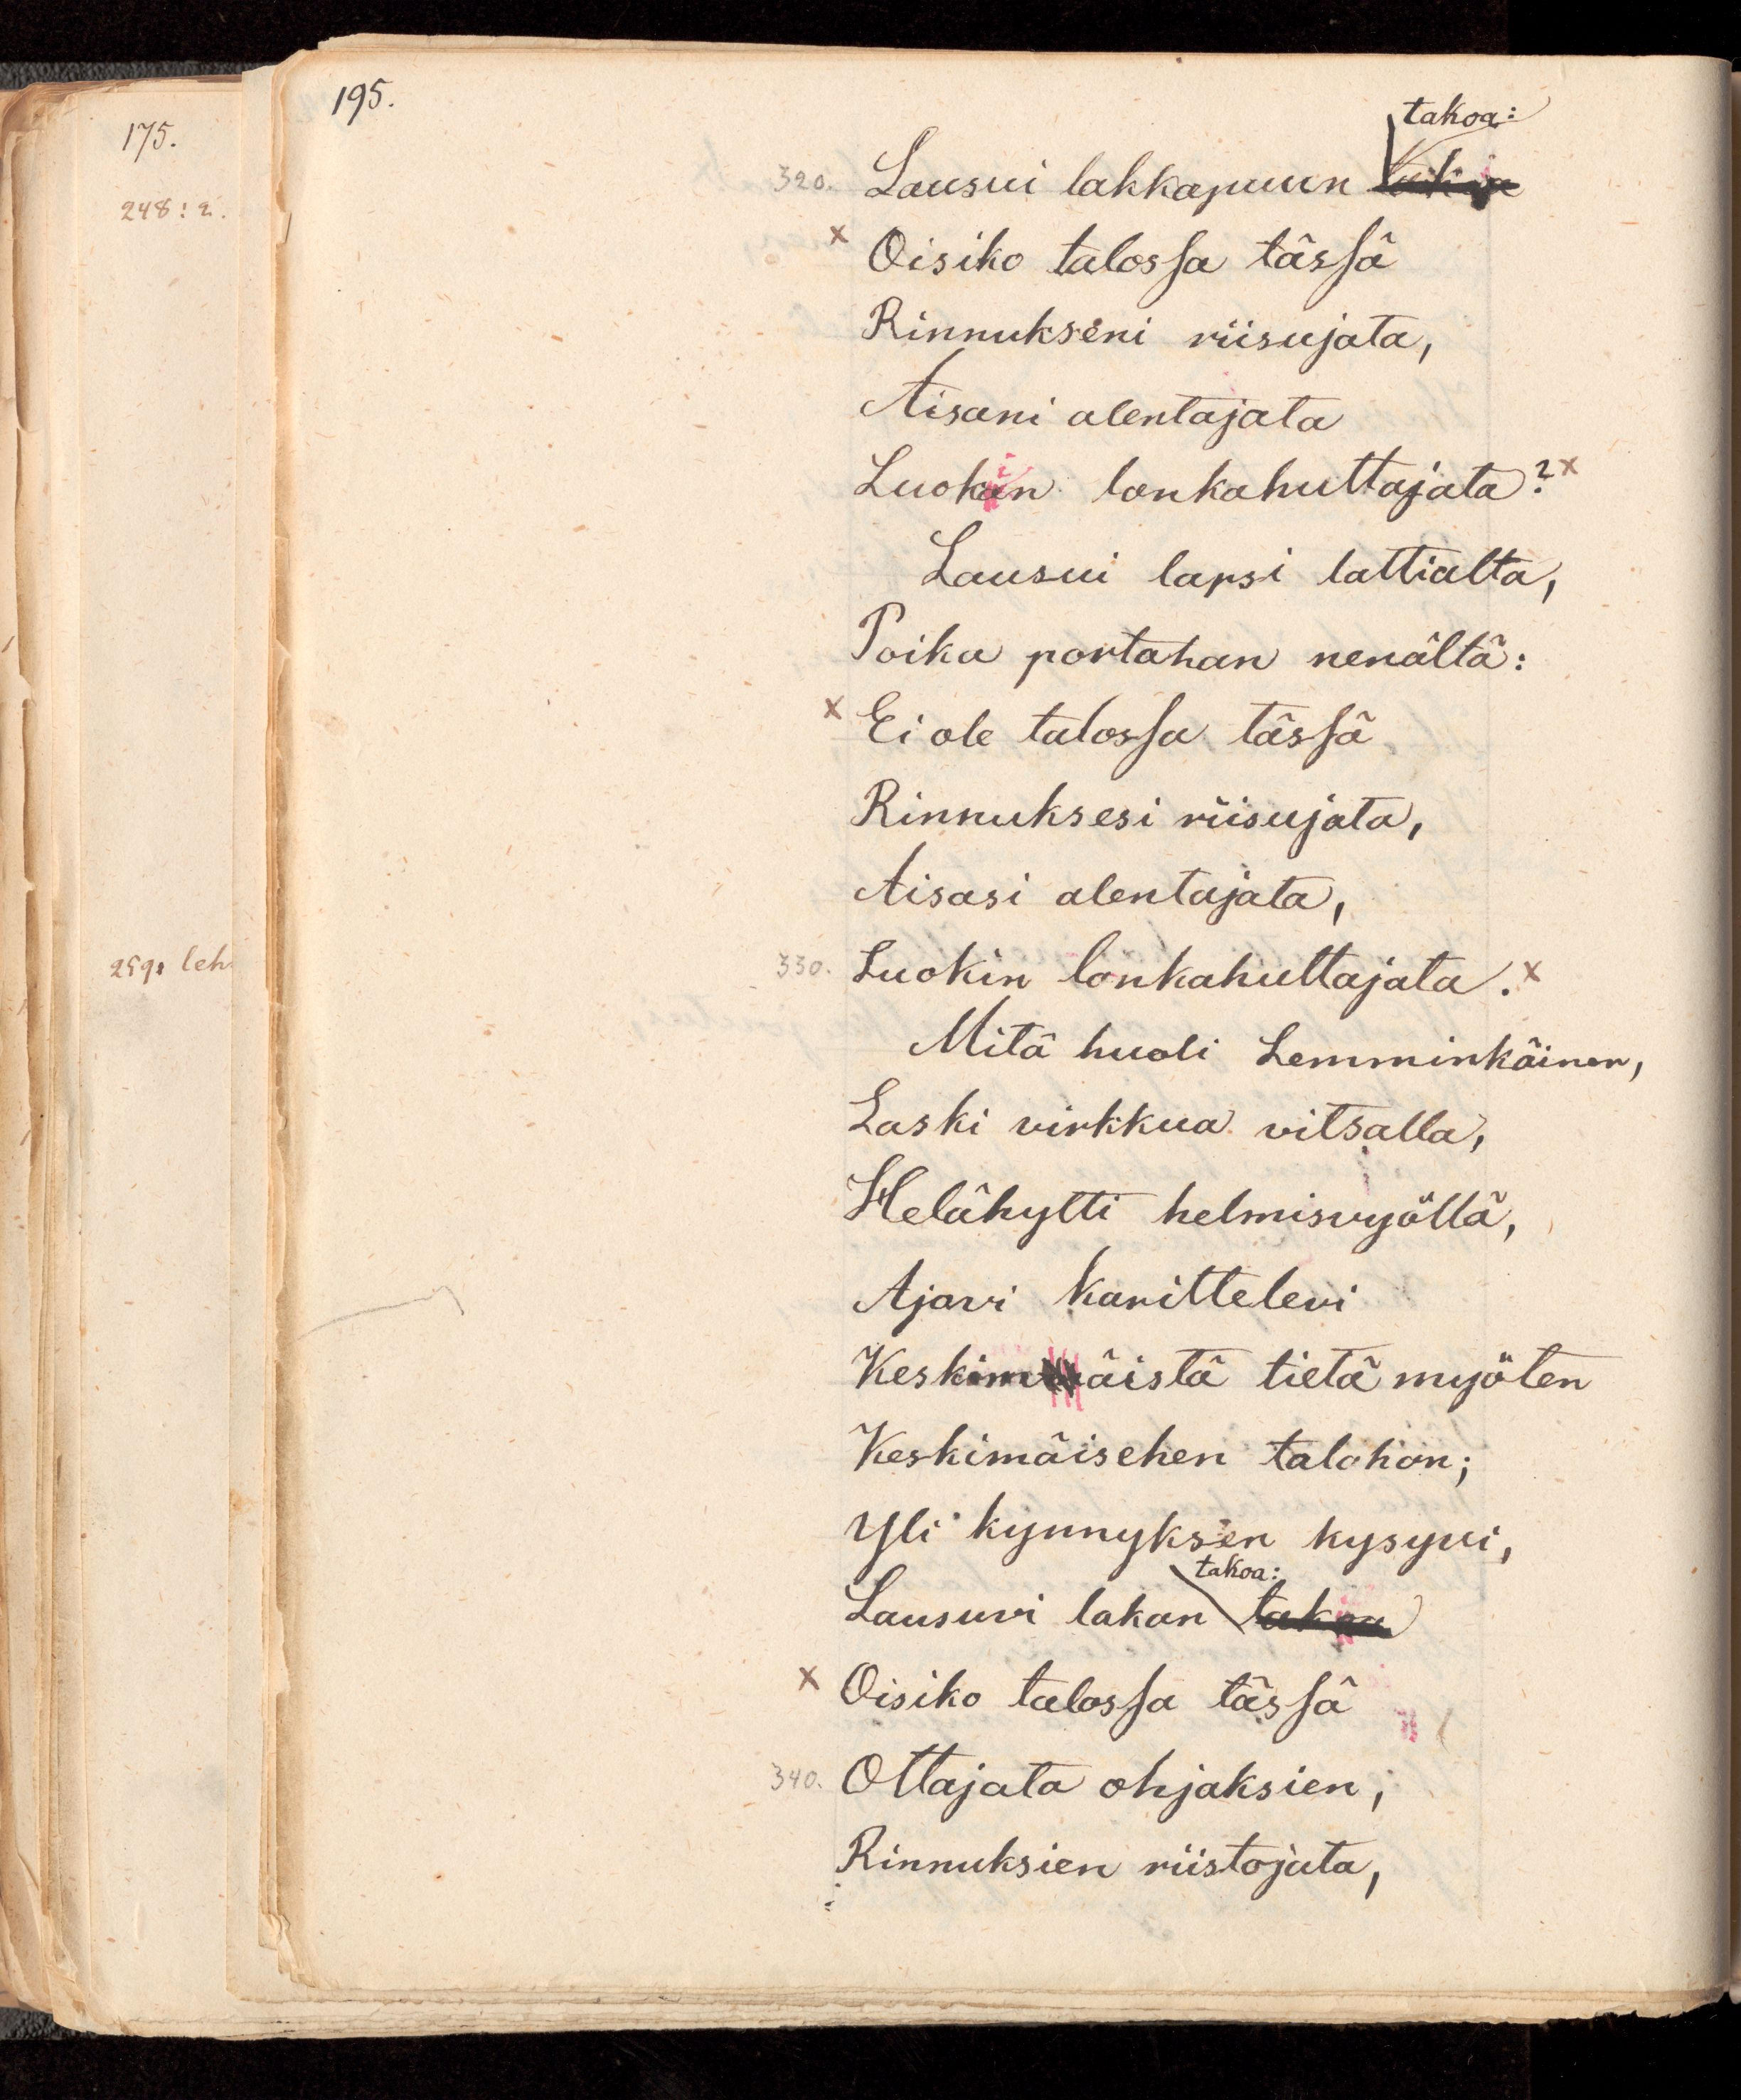 195.
175.
248:2.
takoa:
320. Lausui lakkapuun
x Oisiko talossa tässä
Rinnukseni riisujata,
Aisani alentajata
Luokin lonkahuttajata? x
Lausui lapsi lattialta,
Poika portahan nenältä:
x Ei ole talossa tässä
Rinnuksesi riisujata,
Aisasi alentajata,
259: leh
330. Luokin lonkahuttajata. x
Mitä huoli Lemminkäinen,
Laski virkkua vitsalla,
Helähytti helmisvyöllä,
Ajavi karittelevi
Keskimäistä tietä myöten
Keskimäisehen talohon;
Yli kynnyksen kysyvi,
takoa:
Lausuvi lakan takaa
x Oisiko talossa tässä
340. Ottajata ohjaksien,
Rinnuksien riistojata,